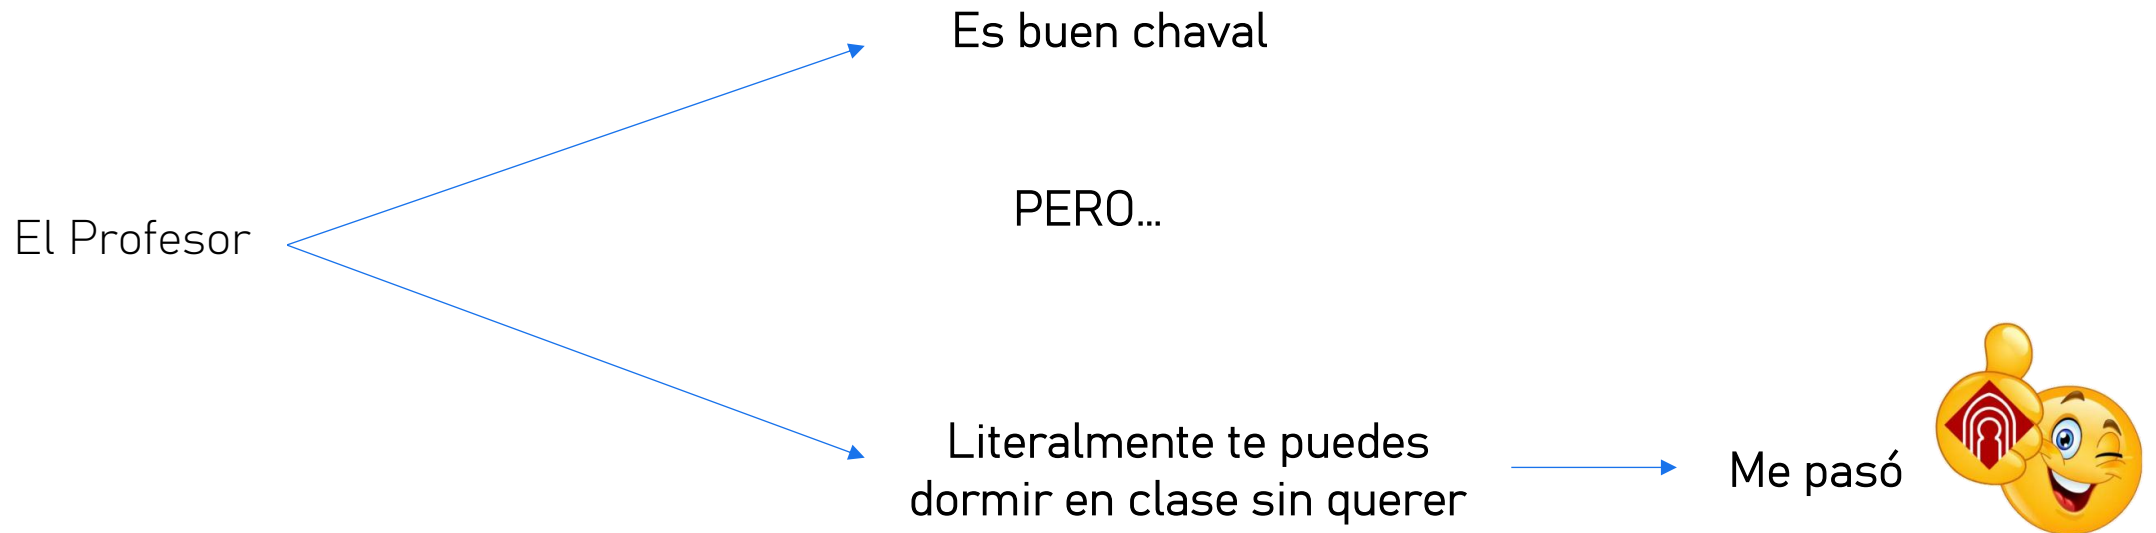 Es buen chaval
PERO...
El Profesor
Literalmente te puedes
dormir en clase sin querer
Me pasó